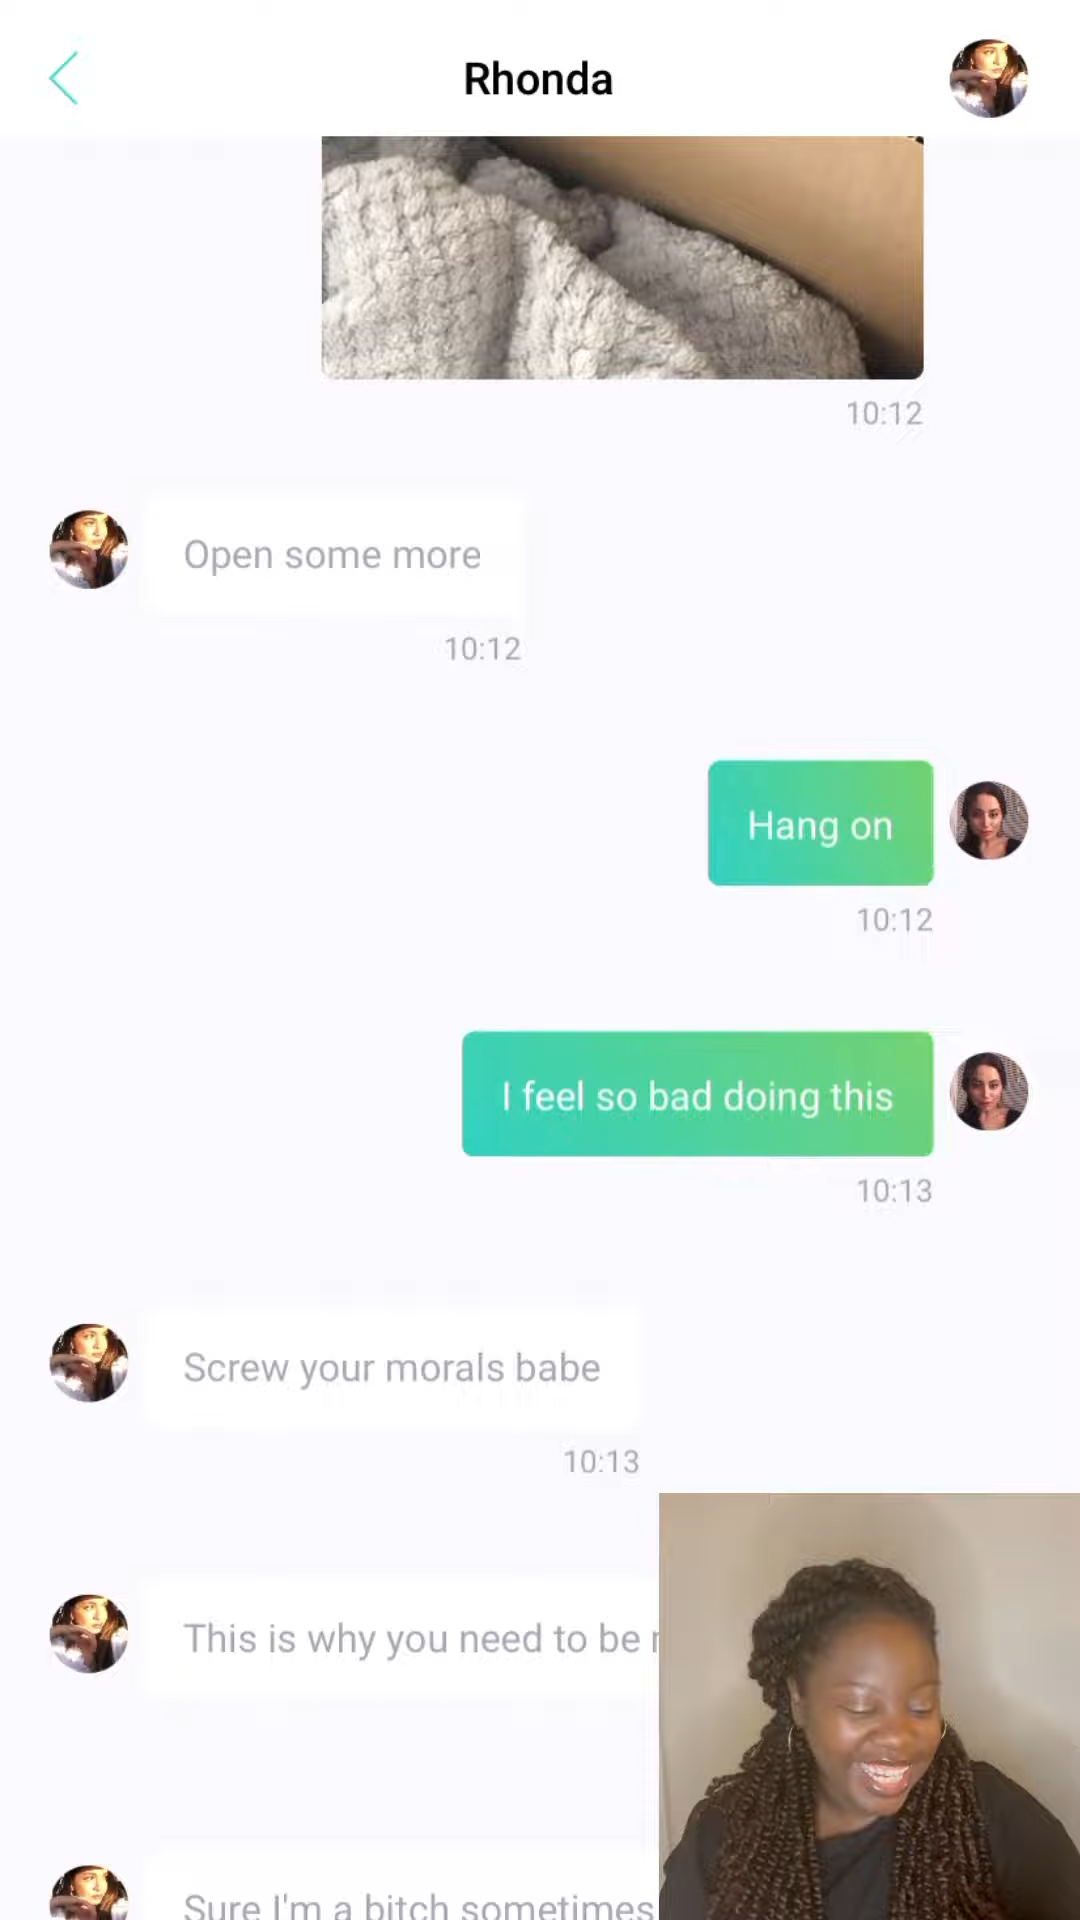 Rhonda
10:12
Open some more
10:12
Hang on
10:12
I feel so bad doing this
10:13
Screw your morals babe
10:13
This is why you need to be
Sure I'm a bitch sometimes